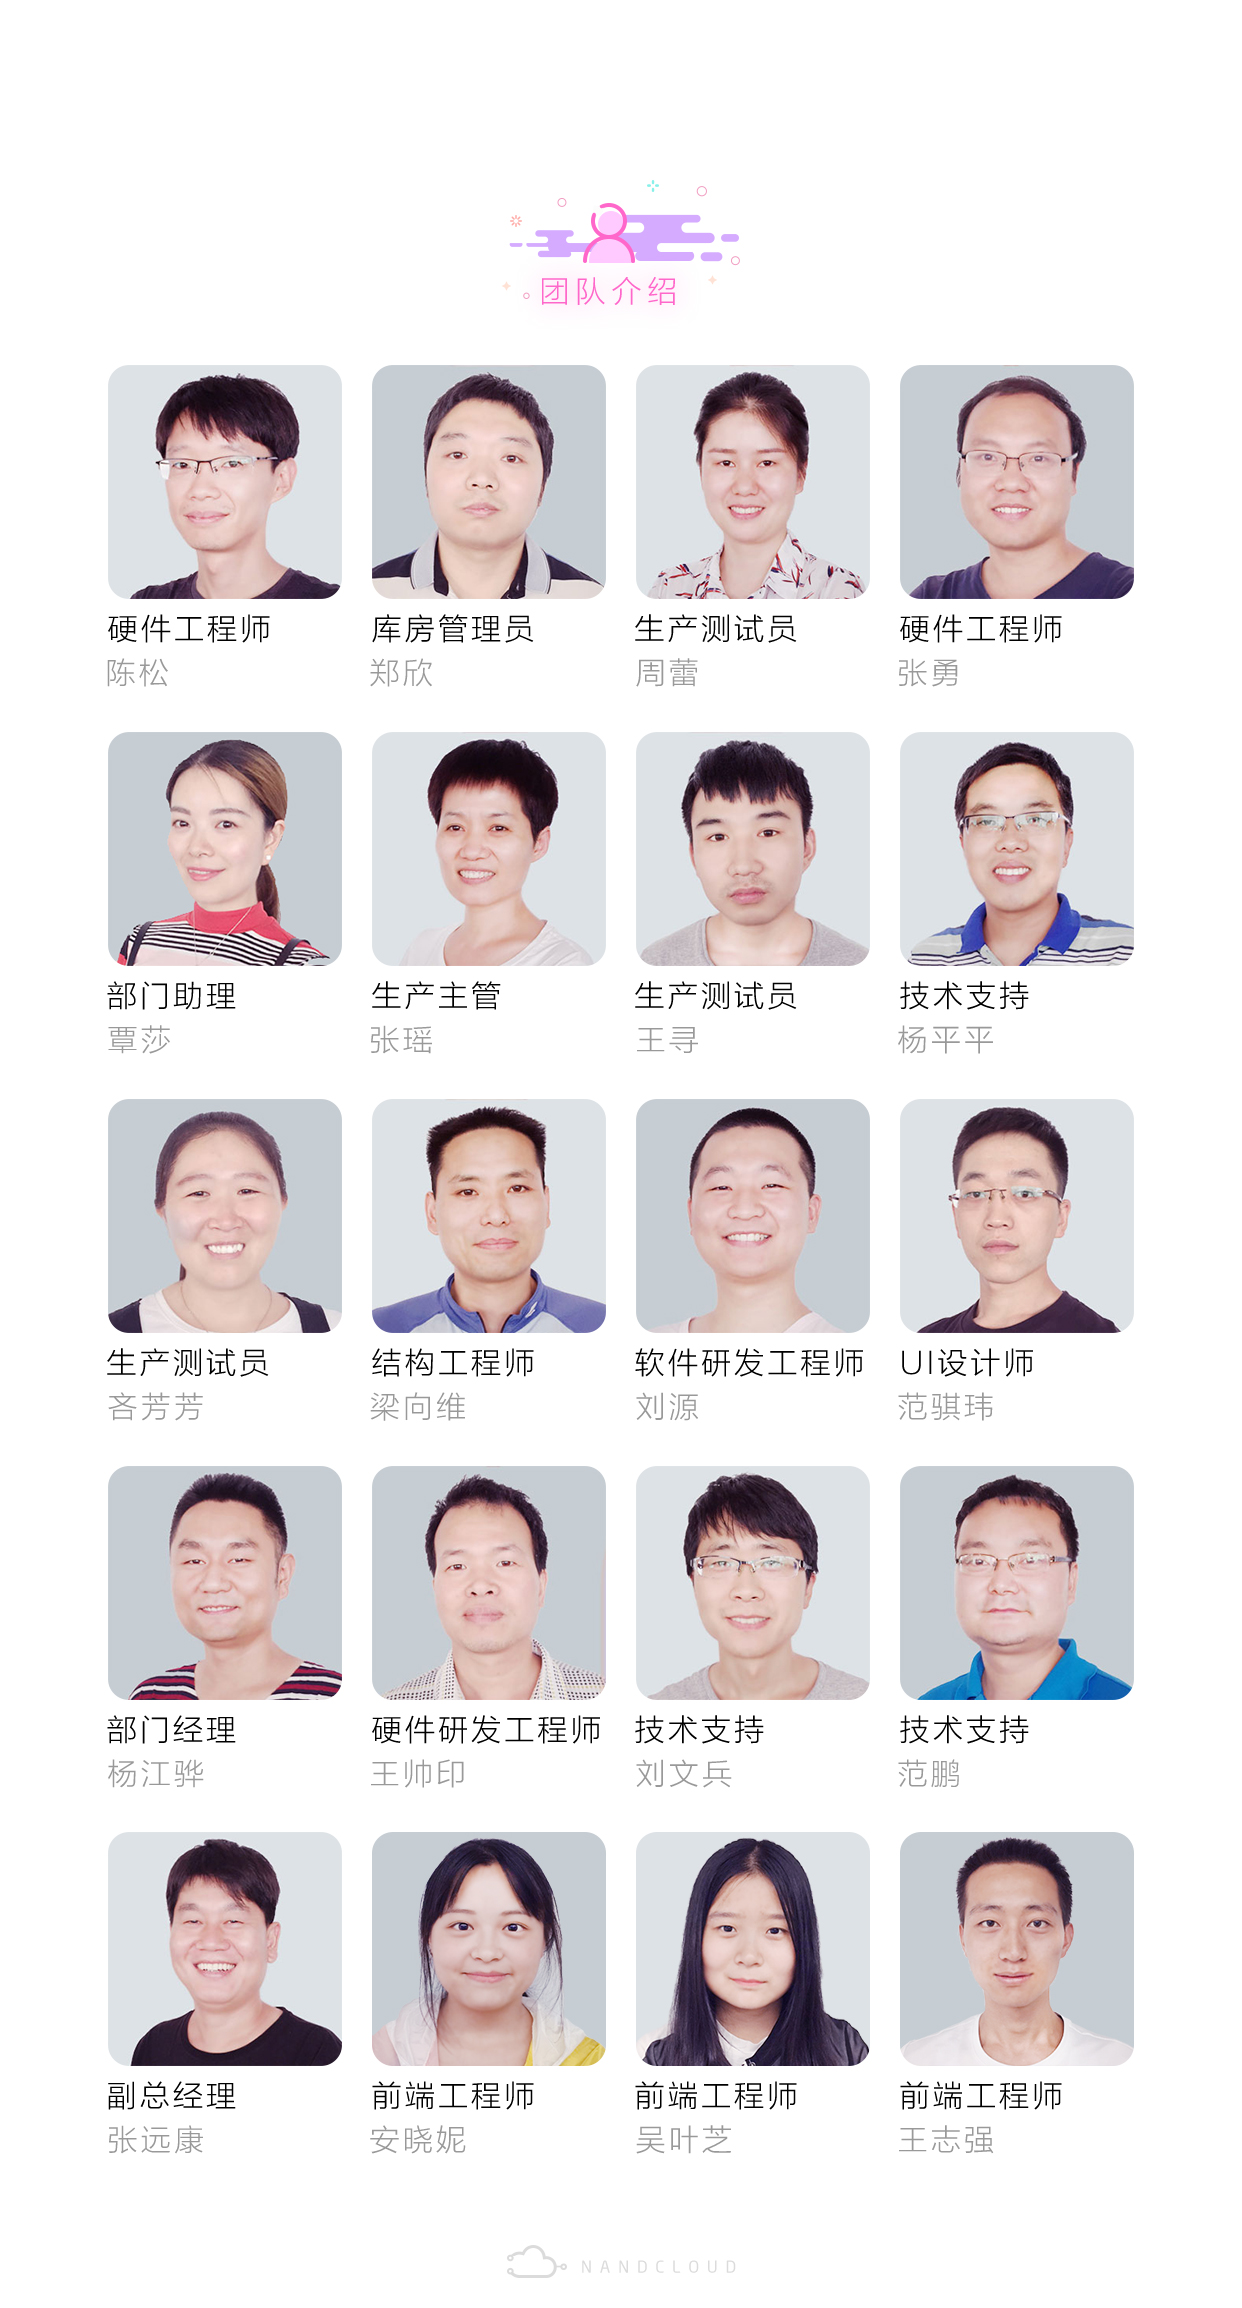 团队介绍
硬件工程师 库房管理员 生产测试员 硬件工程师
陈松 郑欣 周蕾 张勇
部门助理 生产主管 生产测试员 技术支持
覃莎 张瑶 王寻 杨平平
生产测试员 结构工程师 软件研发工程师 UI设计师
吝芳芳 梁向维 刘源 范骐玮
部门经理 硬件研发工程师 技术支持 技术支持
杨江骅 王帅印 刘文兵 范鹏
副总经理 前端工程师 前端工程师 前端工程师
张远康 安晓妮 吴叶芝 王志强
NANDCLOUD